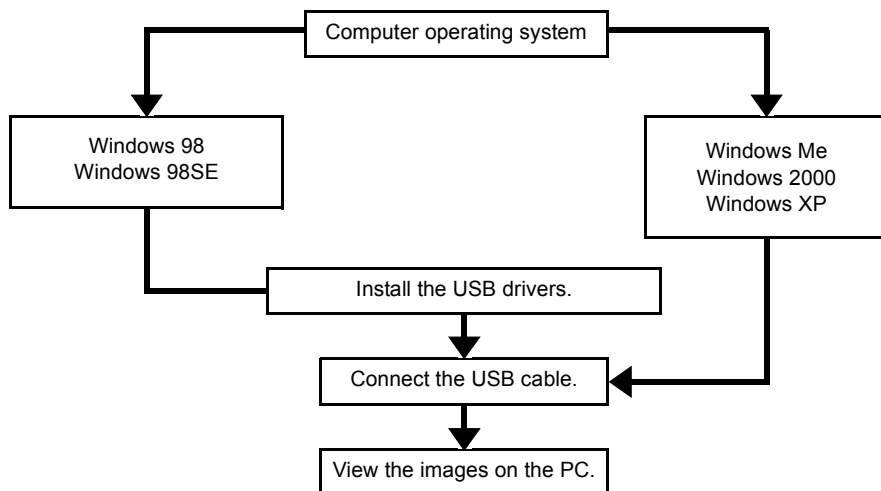 Computer operating system
Windows 98
Windows 98SE
Windows Me
Windows 2000
Windows XP
Install the USB drivers.
Connect the USB cable.
View the images on the PC.